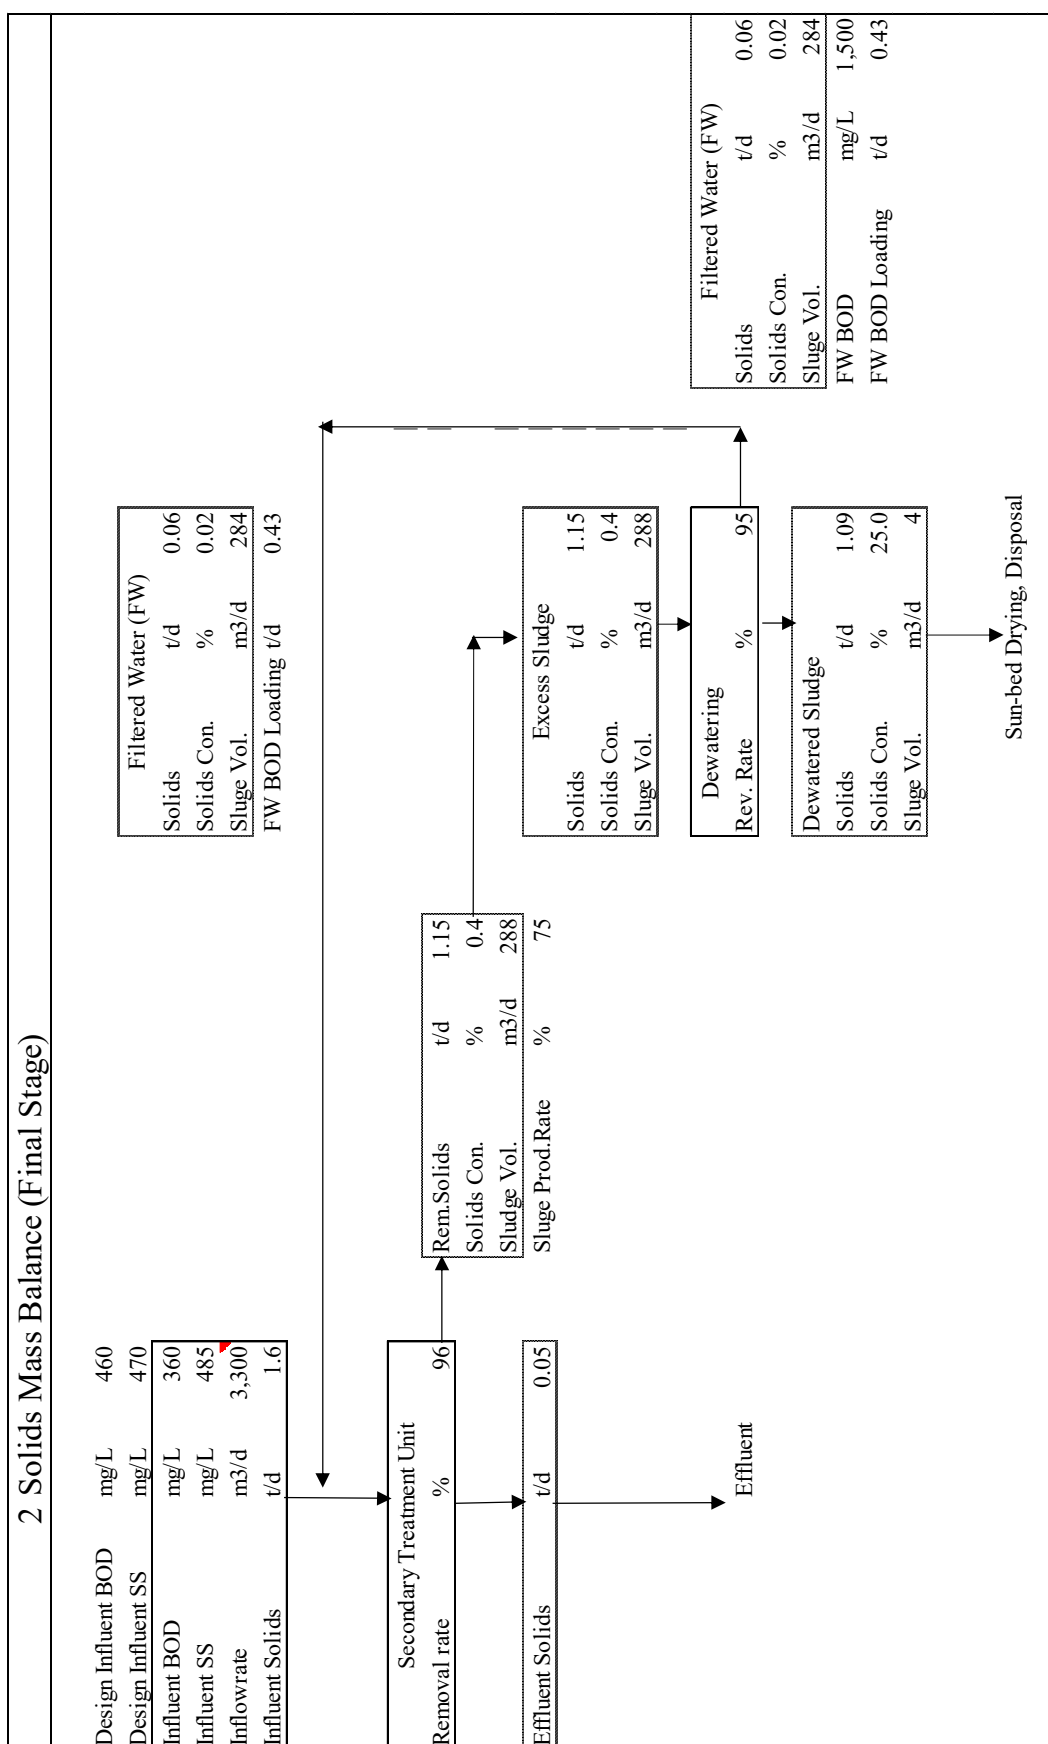 2 Solids Mass Balance (Final Stage)
Design Influent BOD mg/L 460
Design Influent SS mg/L 470
Influent BOD mg/L 360
Influent SS mg/L 485
Inflowrate m3/d 3,300
Influent Solids t/d 1.6
Filtered Water (FW)
Solids t/d 0.06
Solids Con. % 0.02
Sluge Vol. m3/d 284
FW BOD Loading t/d 0.43
Secondary Treatment Unit
Removal rate % 96
Rem.Solids t/d 1.15
Solids Con. % 0.4
Sludge Vol. m3/d 288
Sluge Prod.Rate % 75
Effluent Solids t/d 0.05
Effluent
Excess Sludge
Solids t/d 1.15
Solids Con. % 0.4
Sluge Vol. m3/d 288
Dewatering
Rev. Rate % 95
Dewatered Sludge
Solids t/d 1.09
Solids Con. % 25.0
Sluge Vol. m3/d 4
Sun-bed Drying, Disposal
Filtered Water (FW)
Solids t/d 0.06
Solids Con. % 0.02
Sluge Vol. m3/d 284
FW BOD mg/L 1,500
FW BOD Loading t/d 0.43